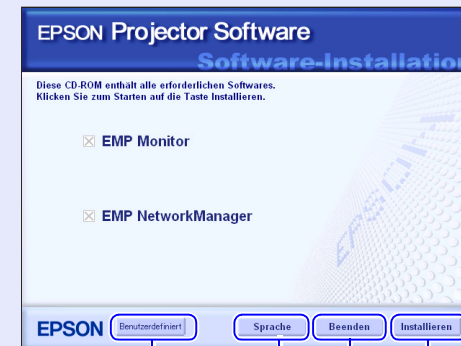 EPSON Projector Software
Software-Installation
Diese CD-ROM enthält alle erforderlichen Softwares.
Klicken Sie zum Starten auf die Taste Installieren.
EMP Monitor
EMP NetworkManager
EPSON
EPSON Benutzerdefiniert Sprache Beenden Installieren